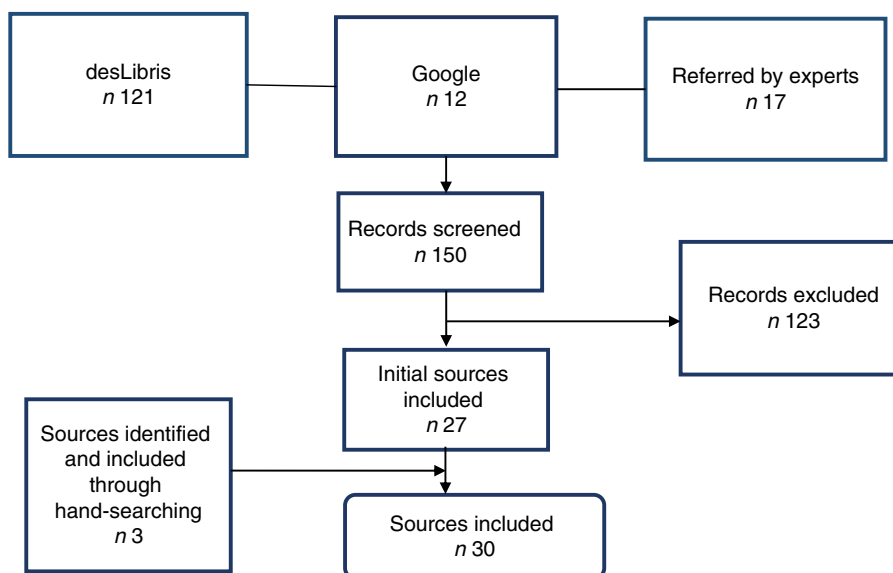 desLibris
n 121
Google
n 12
Referred by experts
n 17
Records screened
n 150
Records excluded
n 123
Initial sources
included
n 27
Sources identified
and included
through
hand-searching
n 3
Sources included
n 30